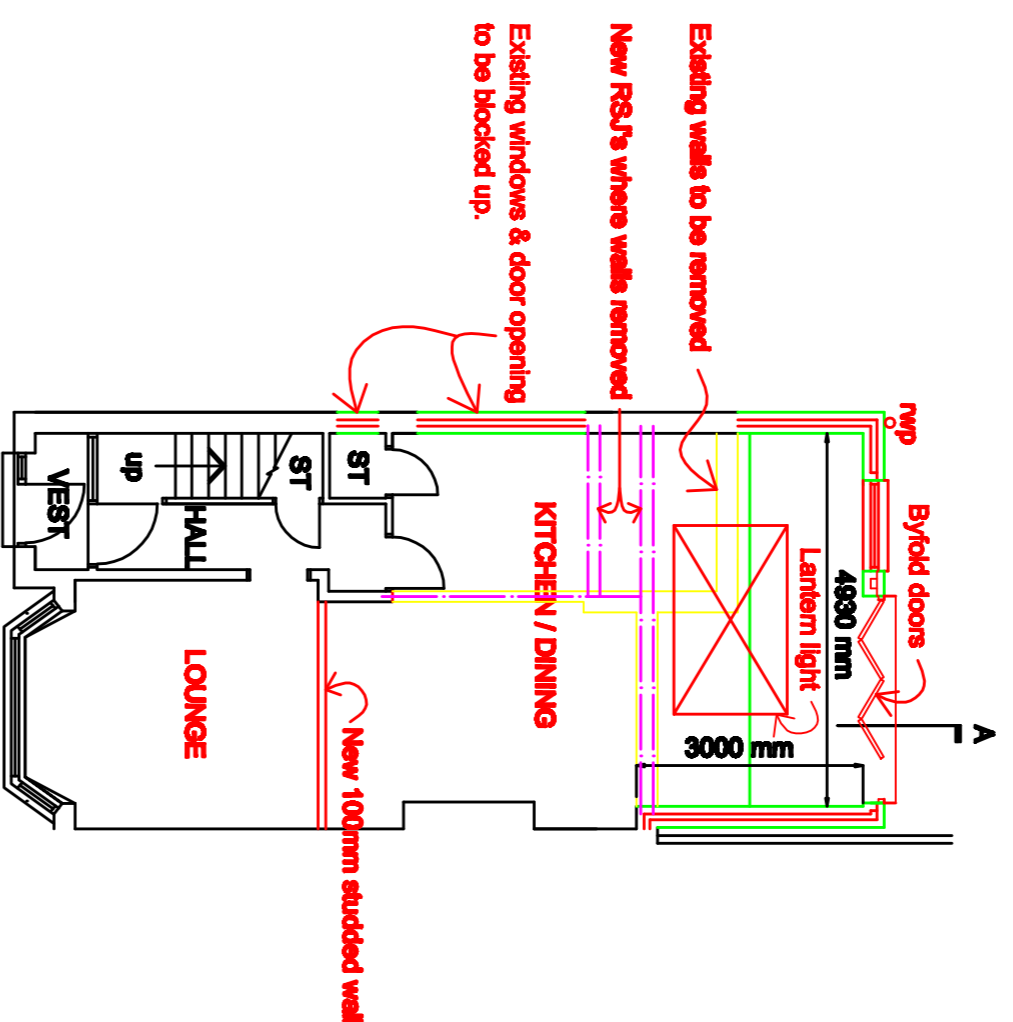 Existing walls to be removed
New RSJ's where walls removed
Existing windows & door opening
to be blocked up.
rwp
Byfold doors
Lantern light
4930 mm
3000 mm
A
KITCHEN / DINING
ST
ST
up
HALL
VEST
LOUNGE
New 100mm studded wall